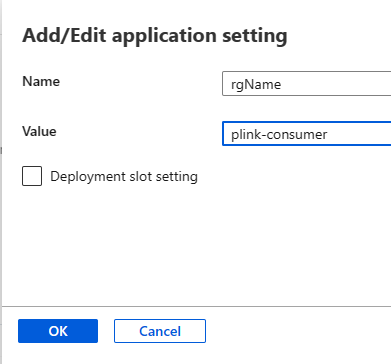 Add/Edit application setting
Name
rgName
Value
plink-consumer
Deployment slot setting
OK
Cancel